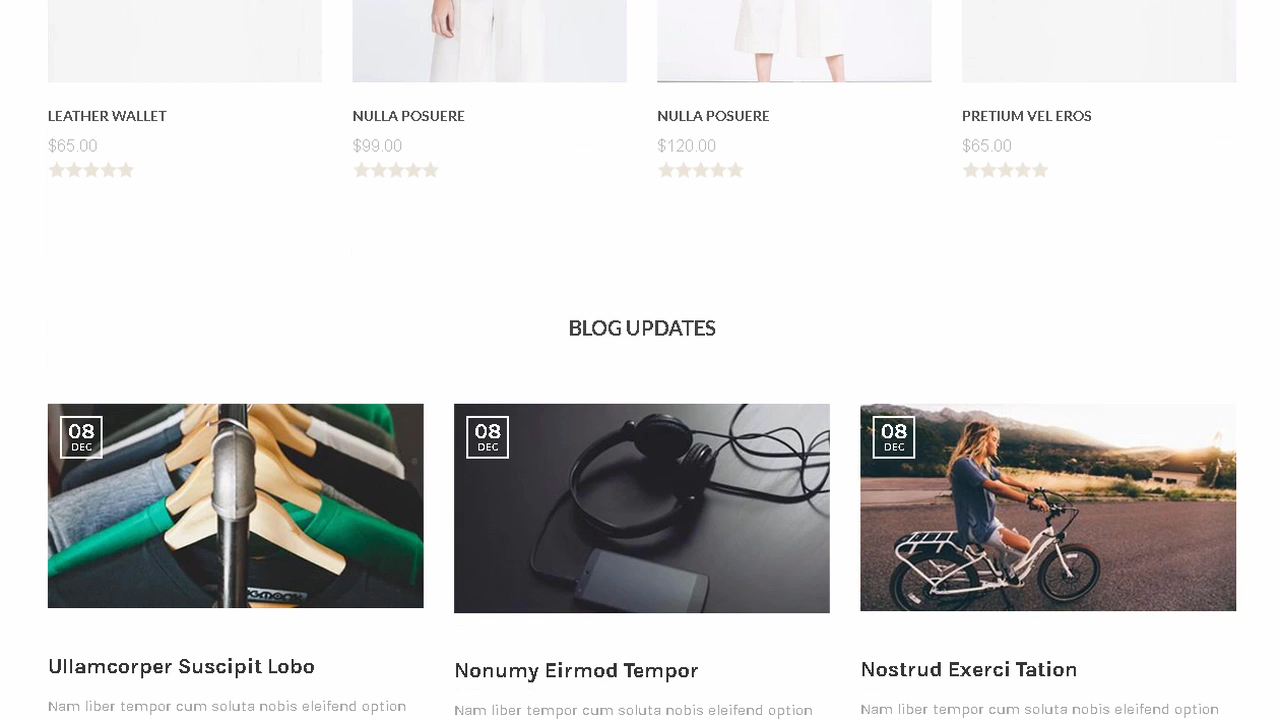 LEATHER WALLET
$65.00
NULLA POSUERE
$99.00
NULLA POSUERE
$120.00
PRETIUM VEL EROS
$65.00
BLOG UPDATES
08
DEC
08
DEC
08
DEC
Ullamcorper Suscipit Lobo
Nam liber tempor cum soluta nobis eleifend option
Nonumy Eirmod Tempor
Nam liber tempor cum soluta nobis eleifend option
Nostrud Exerci Tation
Nam liber tempor cum soluta nobis eleifend option